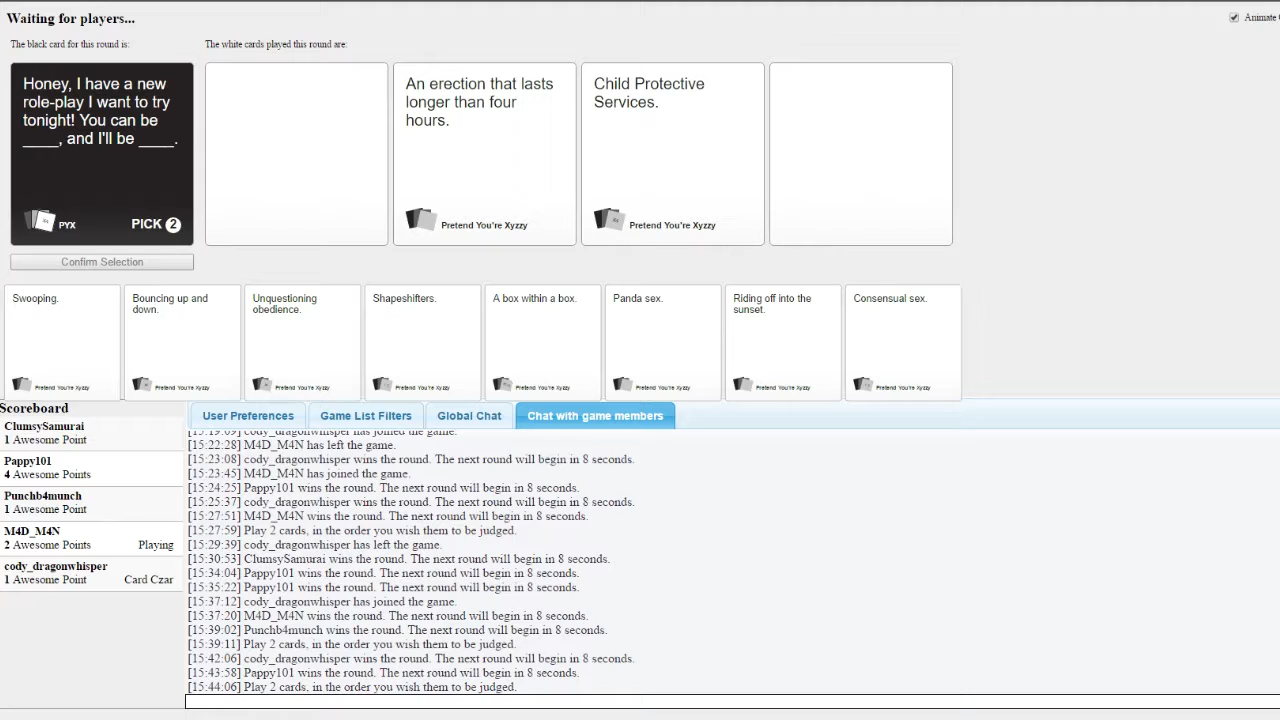 Waiting for players...
Animate
The black card for this round is:
The white cards played this round are:
Honey, I have a new
role-play I want to try
tonight! You can be
____, and I'll be ____.
PYX
PICK 2
An erection that lasts
longer than four
hours.
Pretend You're Xyzzy
Child Protective
Services.
Pretend You're Xyzzy
Confirm Selection
Swooping.
Pretend You're Xyzzy
Bouncing up and
down.
Pretend You're Xyzzy
Unquestioning
obedience.
Pretend You're Xyzzy
Shapeshifters.
Pretend You're Xyzzy
A box within a box.
Pretend You're Xyzzy
Panda sex.
Pretend You're Xyzzy
Riding off into the
sunset.
Pretend You're Xyzzy
Consensual sex.
Pretend You're Xyzzy
Scoreboard
ClumsySamurai
1 Awesome Point
Pappy101
4 Awesome Points
Punchb4munch
1 Awesome Point
M4D_M4N
2 Awesome Points Playing
cody_dragonwhisper
1 Awesome Point Card Czar
User Preferences
Game List Filters
Global Chat
Chat with game members
[15:19:09] cody_dragonwhisper has joined the game.
[15:22:28] M4D_M4N has left the game.
[15:23:08] cody_dragonwhisper wins the round. The next round will begin in 8 seconds.
[15:23:45] M4D_M4N has joined the game.
[15:24:25] Pappy101 wins the round. The next round will begin in 8 seconds.
[15:25:37] cody_dragonwhisper wins the round. The next round will begin in 8 seconds.
[15:27:51] M4D_M4N wins the round. The next round will begin in 8 seconds.
[15:27:59] Play 2 cards, in the order you wish them to be judged.
[15:29:39] cody_dragonwhisper has left the game.
[15:30:53] ClumsySamurai wins the round. The next round will begin in 8 seconds.
[15:34:04] Pappy101 wins the round. The next round will begin in 8 seconds.
[15:35:22] Pappy101 wins the round. The next round will begin in 8 seconds.
[15:37:12] cody_dragonwhisper has joined the game.
[15:37:20] M4D_M4N wins the round. The next round will begin in 8 seconds.
[15:39:02] Punchb4munch wins the round. The next round will begin in 8 seconds.
[15:39:11] Play 2 cards, in the order you wish them to be judged.
[15:42:06] cody_dragonwhisper wins the round. The next round will begin in 8 seconds.
[15:43:58] Pappy101 wins the round. The next round will begin in 8 seconds.
[15:44:06] Play 2 cards, in the order you wish them to be judged.